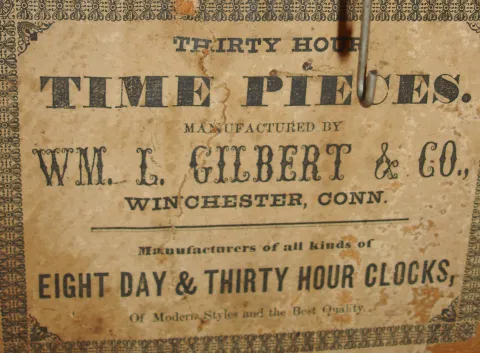 THIRTY HOUR
TIME PIECES.
MANUFACTURED BY
WM. L. GILBERT & CO.,
WINCHESTER, CONN.
Manufacturers of all kinds of
EIGHT DAY & THIRTY HOUR CLOCKS,
Of Modern Styles and the Best Quality.